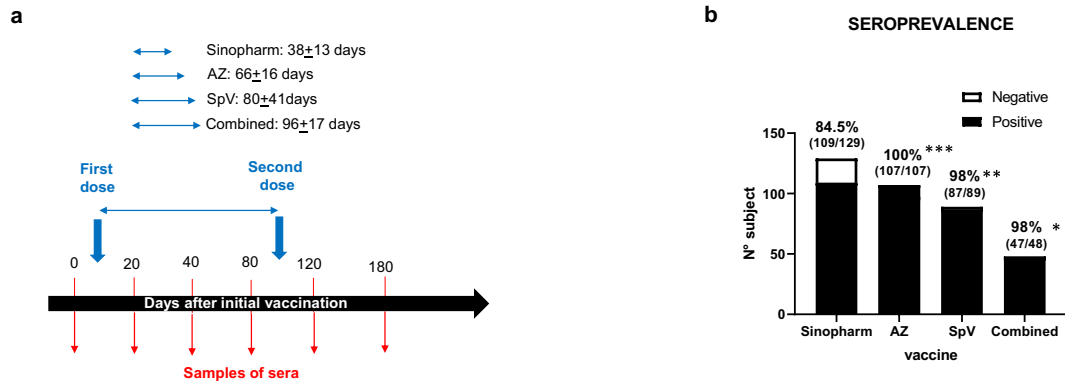 a
Sinopharm: 38±13 days
AZ: 66±16 days
SpV: 80±41days
Combined: 96±17 days
First
dose
Second
dose
0 20 40 80 120 180
Days after initial vaccination
Samples of sera
b
SEROPREVALENCE
Negative
Positive
150
100
50
0
N° subject
84.5%
(109/129)
100% ***
(107/107)
98% **
(87/89)
98% *
(47/48)
Sinopharm AZ SpV Combined
vaccine